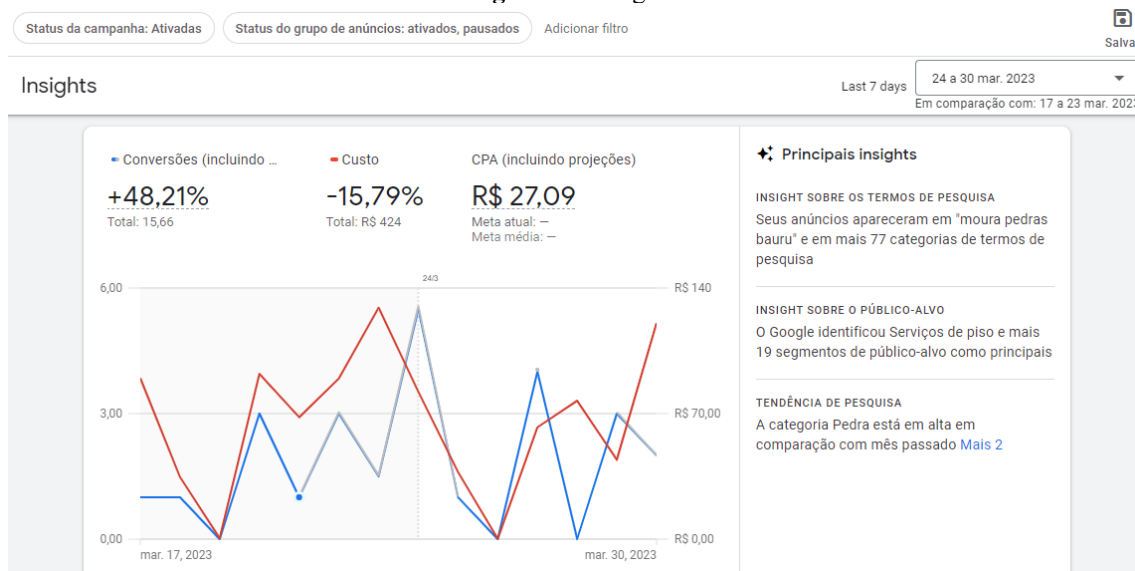 Status da campanha: Ativadas
Status do grupo de anúncios: ativados, pausados
Adicionar filtro
Salva
Insights
Last 7 days
24 a 30 mar. 2023
Em comparação com: 17 a 23 mar. 2023
Conversões (incluindo ...
+48,21%
Total: 15,66
Custo
-15,79%
Total: R$ 424
CPA (incluindo projeções)
R$ 27,09
Meta atual: —
Meta média: —
24/3
6,00
3,00
0,00
R$ 140
R$ 70,00
R$ 0,00
mar. 17, 2023
mar. 30, 2023
Principais insights
INSIGHT SOBRE OS TERMOS DE PESQUISA
Seus anúncios apareceram em "moura pedras
bauru" e em mais 77 categorias de termos de
pesquisa
INSIGHT SOBRE O PÚBLICO-ALVO
O Google identificou Serviços de piso e mais
19 segmentos de público-alvo como principais
TENDÊNCIA DE PESQUISA
A categoria Pedra está em alta em
comparação com mês passado Mais 2